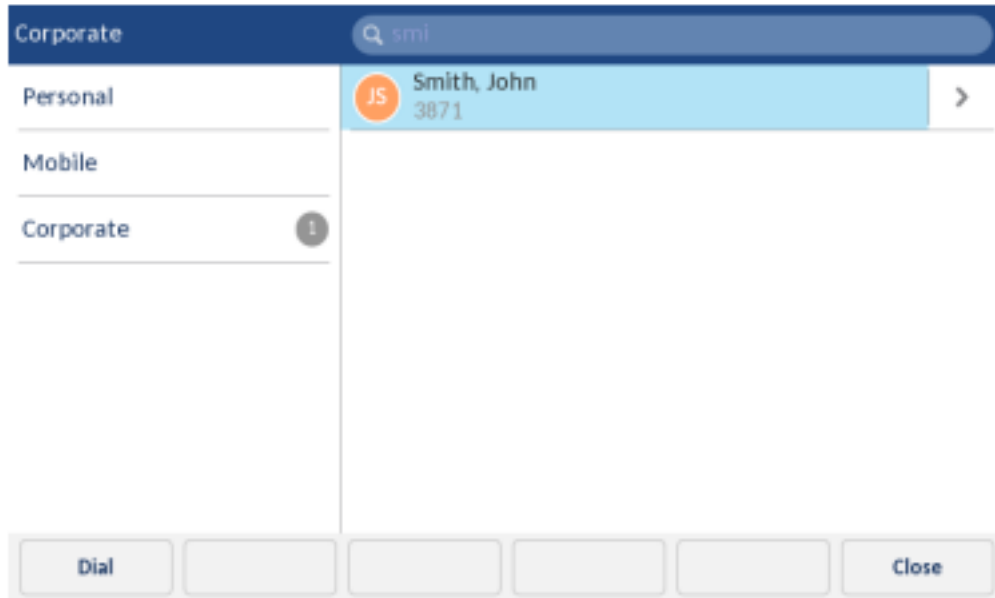 Corporate
smi
Personal
Mobile
Corporate 1
JS
Smith, John
3871
Dial
Close